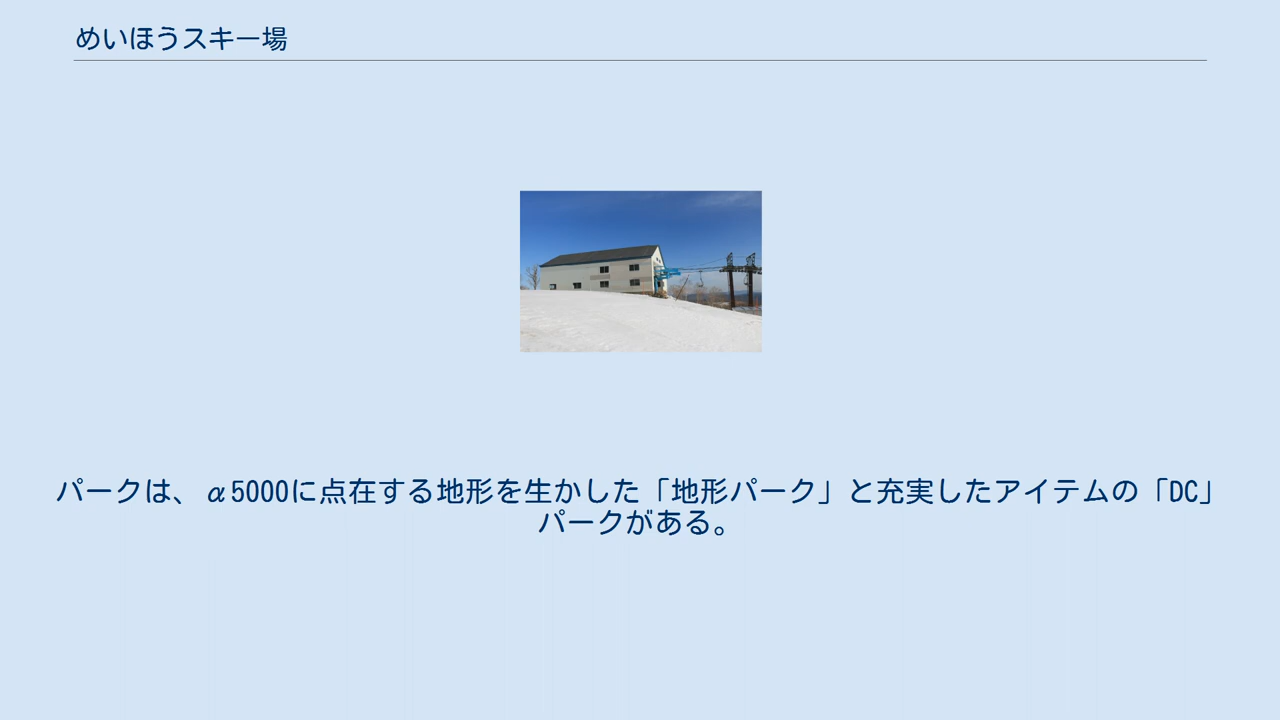 めいほうスキー場
パークは、α5000に点在する地形を生かした「地形パーク」と充実したアイテムの「DC」
パークがある。